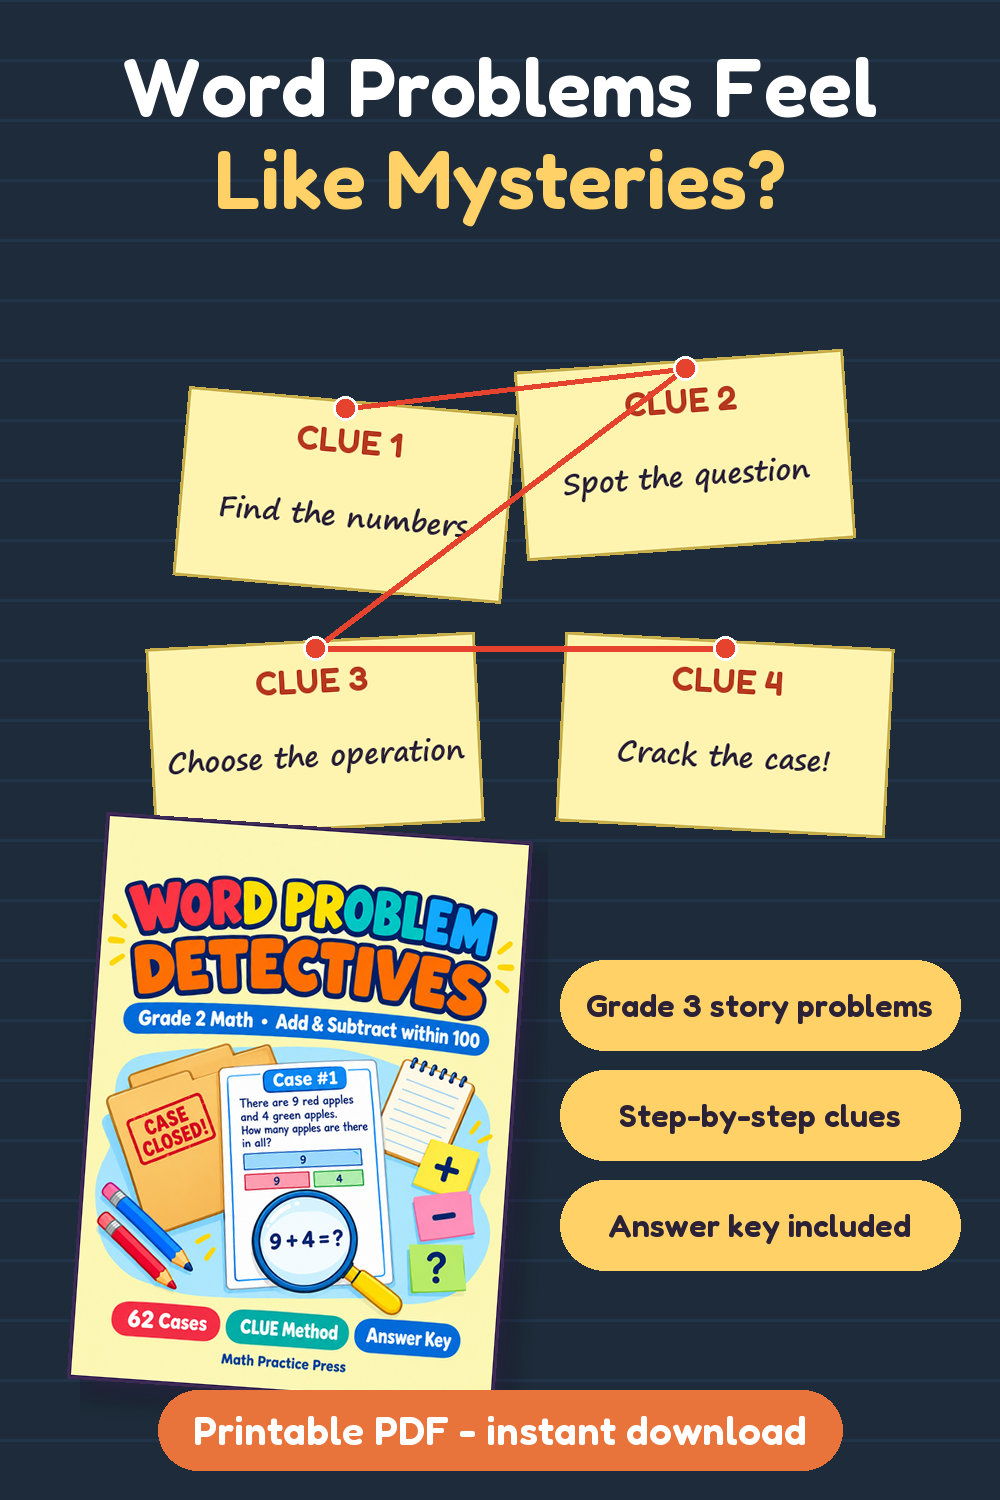 Word Problems Feel
Like Mysteries?
CLUE 1
Find the numbers
CLUE 2
Spot the question
CLUE 3
Choose the operation
CLUE 4
Crack the case!
WORD PROBLEM
DETECTIVES
Grade 2 Math • Add & Subtract within 100
CASE
CLOSED!
Case #1
There are 9 red apples
and 4 green apples.
How many apples are there
in all?
9
9 4
9+4=?
+
-
?
62 Cases
CLUE Method
Answer Key
Math Practice Press
Grade 3 story problems
Step-by-step clues
Answer key included
Printable PDF - instant download